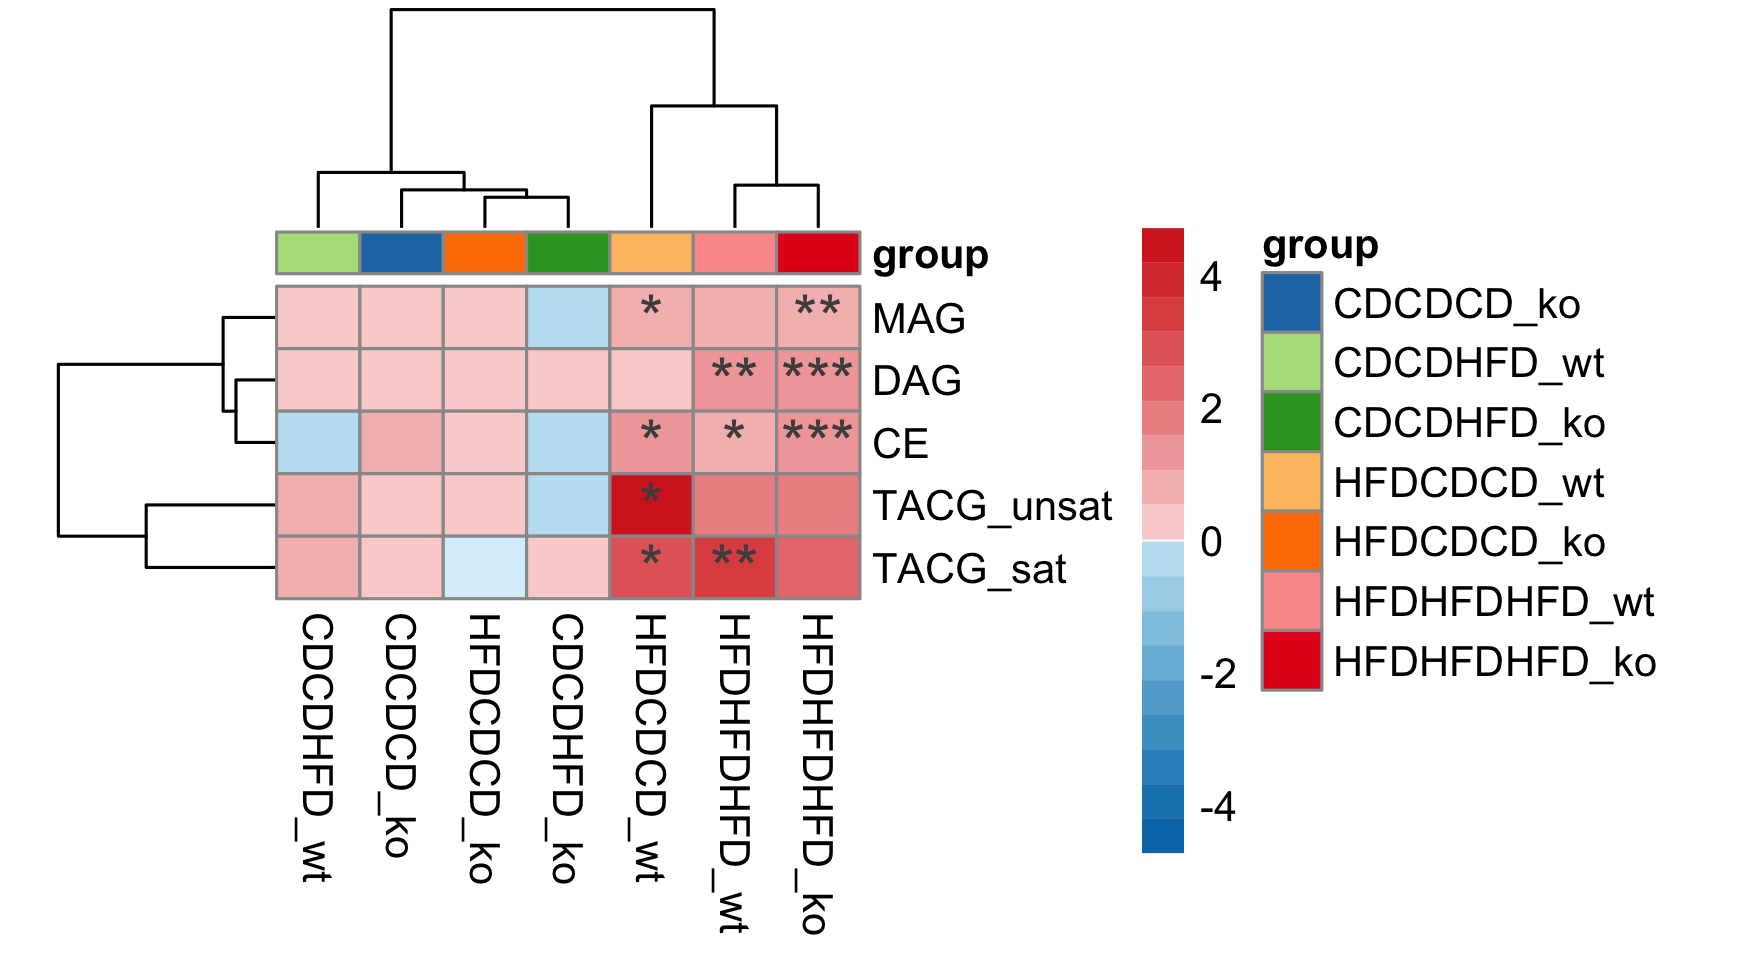 group
MAG
* **
DAG
** ***
CE
* * ***
TACG_unsat
*
TACG_sat
* **
CDCDHFD_wt
CDCDCD_ko
HFDCDCD_ko
CDCDHFD_ko
HFDCDCD_wt
HFDHFDHFD_wt
HFDHFDHFD_ko
4
2
0
-2
-4
group
CDCDCD_ko
CDCDHFD_wt
CDCDHFD_ko
HFDCDCD_wt
HFDCDCD_ko
HFDHFDHFD_wt
HFDHFDHFD_ko